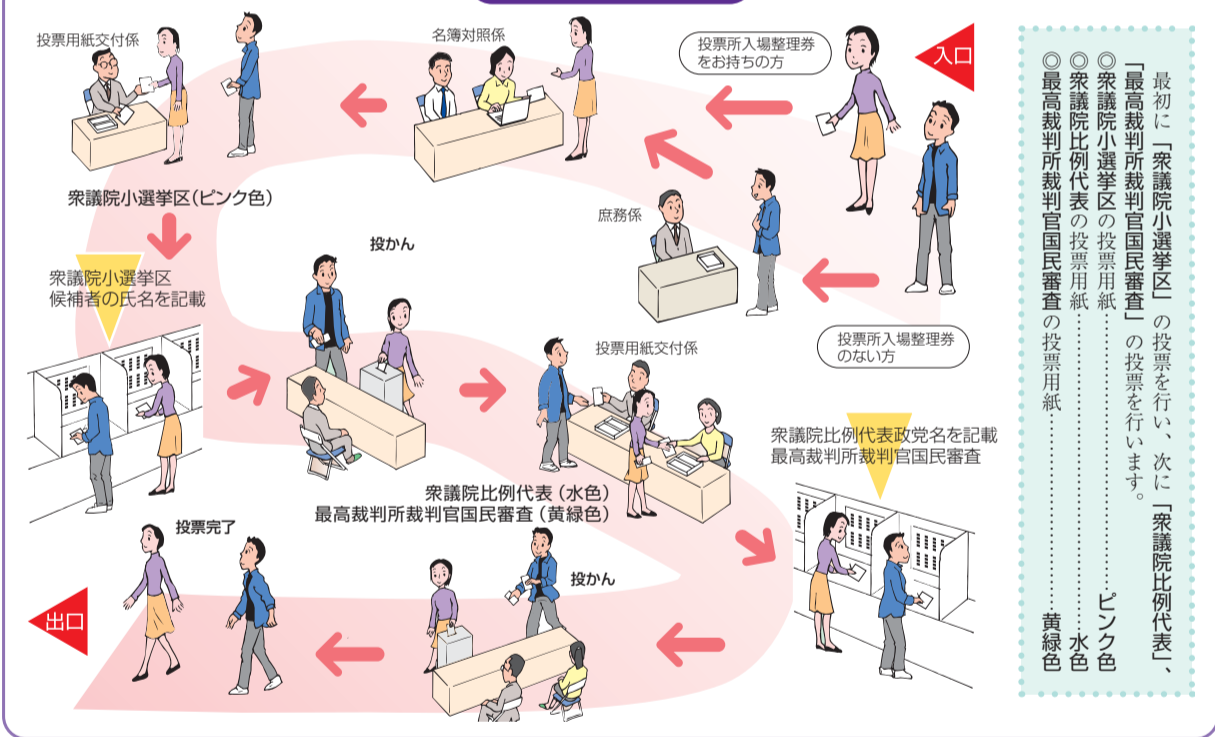 入口
投票所入場整理券
をお持ちの方
名簿対照係
投票用紙交付係
庶務係
投票所入場整理券
のない方
衆議院小選挙区(ピンク色)
衆議院小選挙区
候補者の氏名を記載
投かん
投票用紙交付係
衆議院比例代表(水色)
最高裁判所裁判官国民審査(黄緑色)
衆議院比例代表政党名を記載
最高裁判所裁判官国民審査
投かん
投票完了
出口
最初に「衆議院小選挙区」の投票を行い、次に「衆議院比例代表」、
「最高裁判所裁判官国民審査」の投票を行います。
◎衆議院小選挙区の投票用紙……………………ピンク色
◎衆議院比例代表の投票用紙……………………水色
◎最高裁判所裁判官国民審査の投票用紙……………………黄緑色